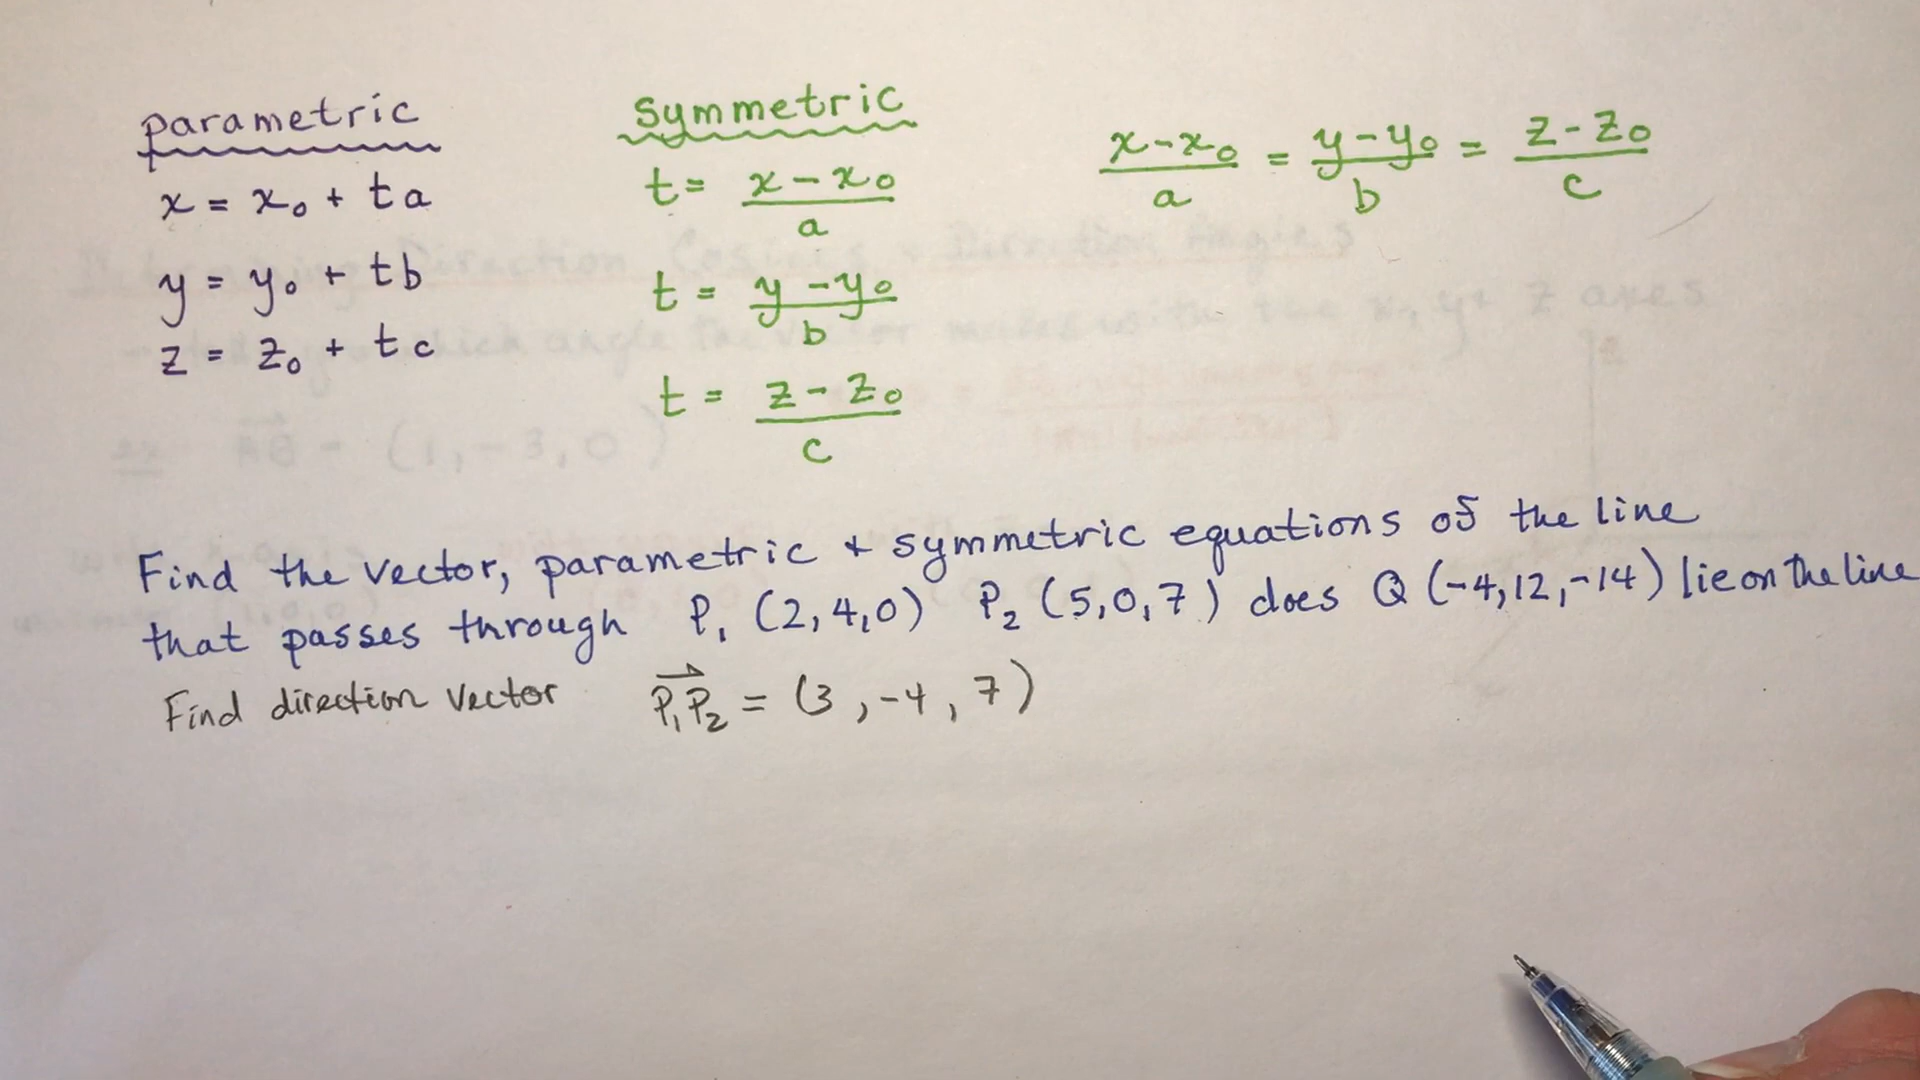 parametric
x = x₀ + ta
y = y₀ + tb
z = z₀ + tc
symmetric
t = x - x₀ / a
t = y - y₀ / b
t = z - z₀ / c
x - x₀ / a = y - y₀ / b = z - z₀ / c
Find the vector, parametric + symmetric equations of the line
that passes through P₁ (2,4,0) P₂ (5,0,7) does Q (-4,12,-14) lie on the line
Find direction vector P₁P₂ = (3, -4, 7)